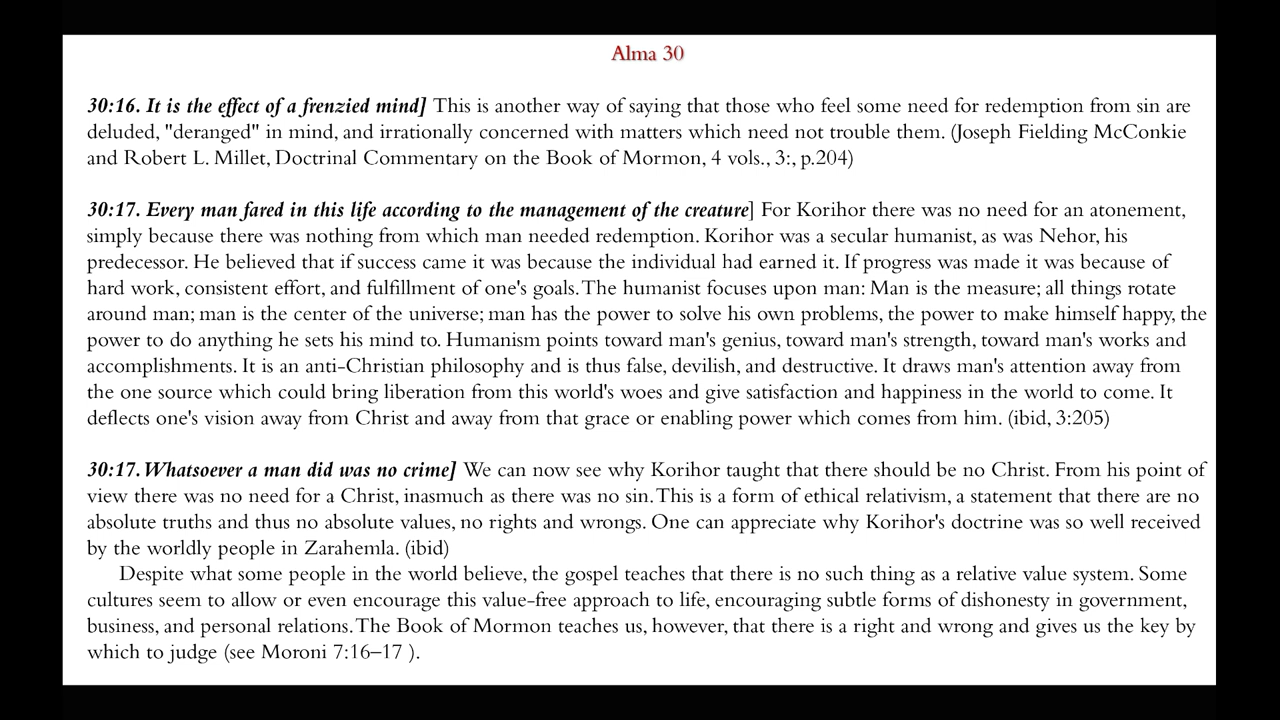 Alma 30
30:16. It is the effect of a frenzied mind] This is another way of saying that those who feel some need for redemption from sin are
deluded, "deranged" in mind, and irrationally concerned with matters which need not trouble them. (Joseph Fielding McConkie
and Robert L. Millet, Doctrinal Commentary on the Book of Mormon, 4 vols., 3:, p.204)
30:17. Every man fared in this life according to the management of the creature] For Korihor there was no need for an atonement,
simply because there was nothing from which man needed redemption. Korihor was a secular humanist, as was Nehor, his
predecessor. He believed that if success came it was because the individual had earned it. If progress was made it was because of
hard work, consistent effort, and fulfillment of one's goals. The humanist focuses upon man: Man is the measure; all things rotate
around man; man is the center of the universe; man has the power to solve his own problems, the power to make himself happy, the
power to do anything he sets his mind to. Humanism points toward man's genius, toward man's strength, toward man's works and
accomplishments. It is an anti-Christian philosophy and is thus false, devilish, and destructive. It draws man's attention away from
the one source which could bring liberation from this world's woes and give satisfaction and happiness in the world to come. It
deflects one's vision away from Christ and away from that grace or enabling power which comes from him. (ibid, 3:205)
30:17. Whatsoever a man did was no crime] We can now see why Korihor taught that there should be no Christ. From his point of
view there was no need for a Christ, inasmuch as there was no sin. This is a form of ethical relativism, a statement that there are no
absolute truths and thus no absolute values, no rights and wrongs. One can appreciate why Korihor's doctrine was so well received
by the worldly people in Zarahemla. (ibid)
Despite what some people in the world believe, the gospel teaches that there is no such thing as a relative value system. Some
cultures seem to allow or even encourage this value-free approach to life, encouraging subtle forms of dishonesty in government,
business, and personal relations. The Book of Mormon teaches us, however, that there is a right and wrong and gives us the key by
which to judge (see Moroni 7:16–17 ).